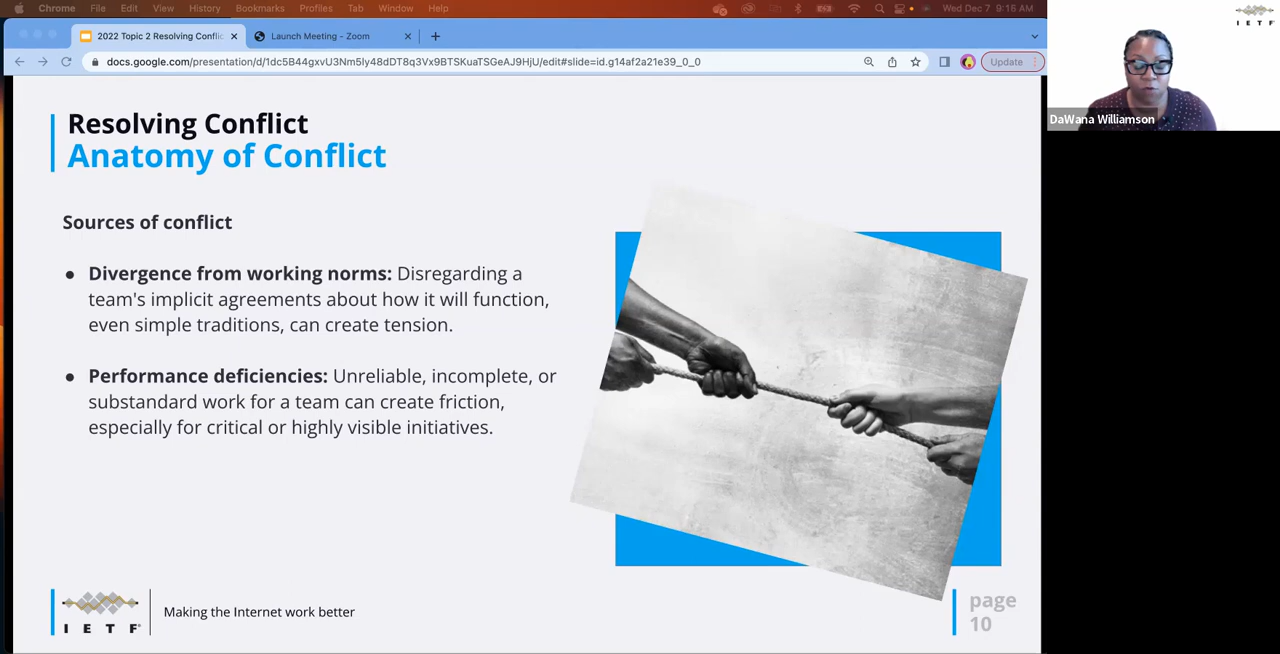 Chrome File Edit View History Bookmarks Profiles Tab Window Help Wed Dec 7 9:15 AM
2022 Topic 2 Resolving Conflic
Launch Meeting - Zoom
docs.google.com/presentation/d/1dc5B44gxvU3Nm5Iy48dDT8q3Vx9BTSKuaTSGeAJ9HjU/edit#slide=id.g14af2a21e39_0_0
Update
I E T F
DaWana Williamson
Resolving Conflict
Anatomy of Conflict
Sources of conflict
● Divergence from working norms: Disregarding a
team's implicit agreements about how it will function,
even simple traditions, can create tension.
● Performance deficiencies: Unreliable, incomplete, or
substandard work for a team can create friction,
especially for critical or highly visible initiatives.
I E T F®
Making the Internet work better
page
10